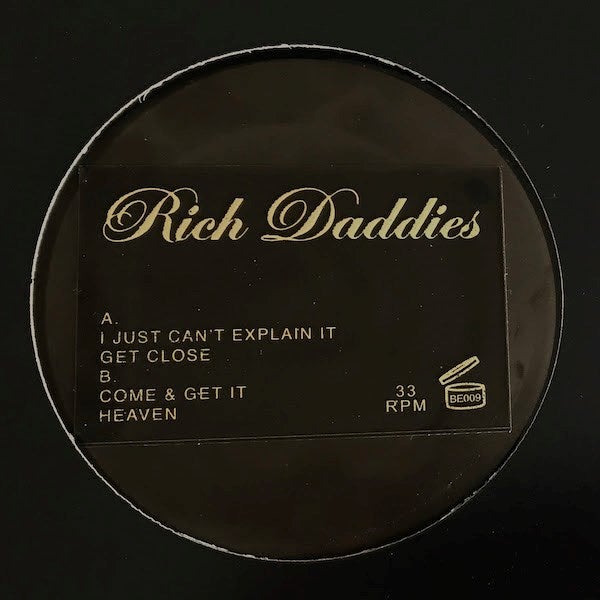 Rich Daddies
A.
I JUST CAN'T EXPLAIN IT
GET CLOSE
B.
COME & GET IT
HEAVEN
33
RPM
BE009